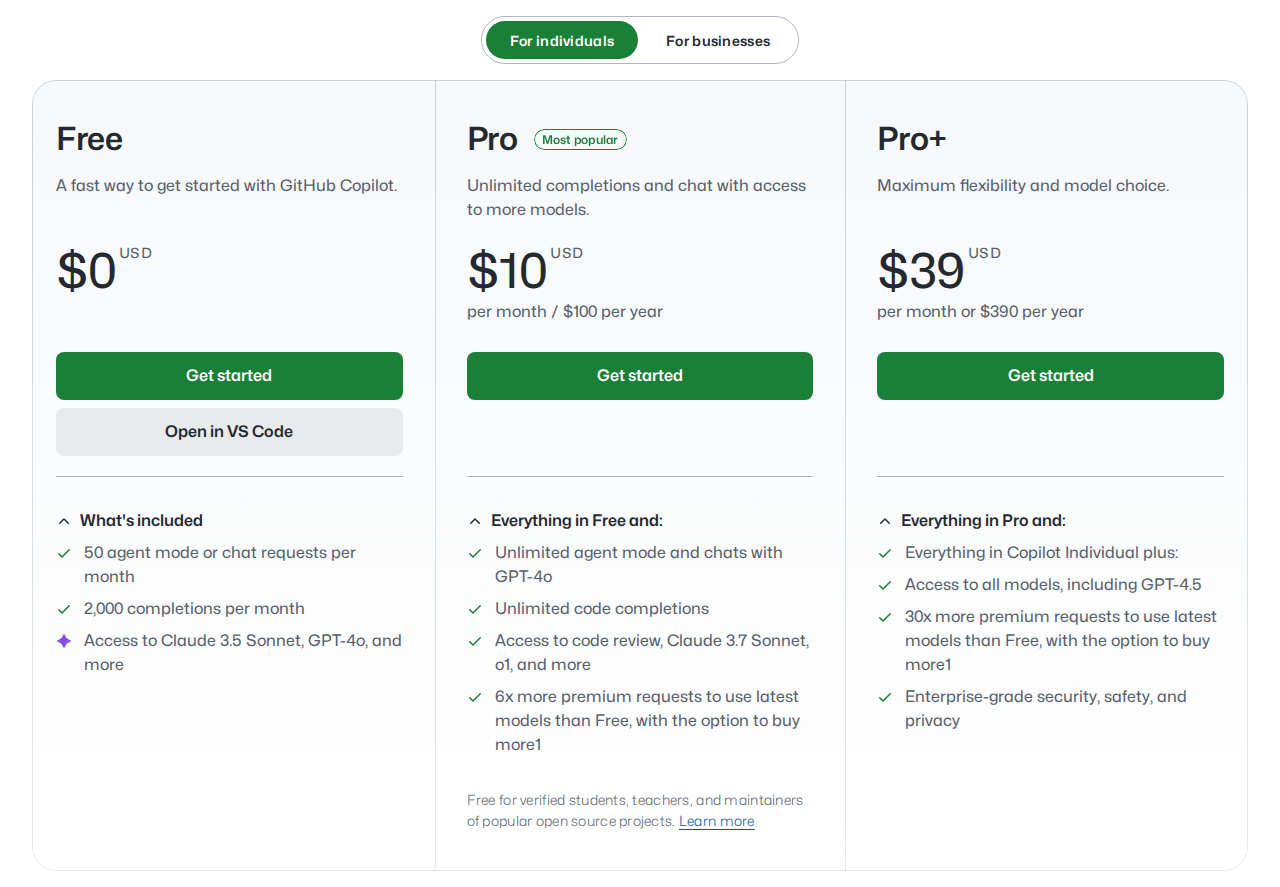 For individuals
For businesses
Free
A fast way to get started with GitHub Copilot.
$0 USD
Get started
Open in VS Code
What's included
50 agent mode or chat requests per
month
2,000 completions per month
Access to Claude 3.5 Sonnet, GPT-4o, and
more
Pro
Most popular
Unlimited completions and chat with access
to more models.
$10 USD
per month / $100 per year
Get started
Everything in Free and:
Unlimited agent mode and chats with
GPT-4o
Unlimited code completions
Access to code review, Claude 3.7 Sonnet,
o1, and more
6x more premium requests to use latest
models than Free, with the option to buy
more1
Free for verified students, teachers, and maintainers
of popular open source projects. Learn more
Pro+
Maximum flexibility and model choice.
$39 USD
per month or $390 per year
Get started
Everything in Pro and:
Everything in Copilot Individual plus:
Access to all models, including GPT-4.5
30x more premium requests to use latest
models than Free, with the option to buy
more1
Enterprise-grade security, safety, and
privacy